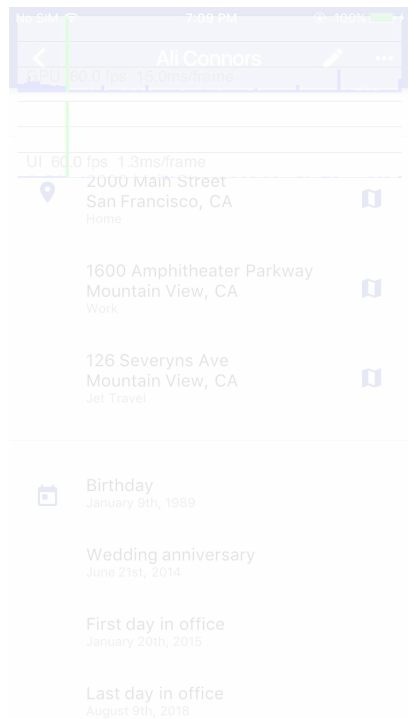 No SIM 7:09 PM 100%
Ali Connors
GPU 60.0 fps 15.0ms/frame
UI 60.0 fps 1.3ms/frame
2000 Main Street
San Francisco, CA
Home
1600 Amphitheater Parkway
Mountain View, CA
Work
126 Severyns Ave
Mountain View, CA
Jet Travel
Birthday
January 9th, 1989
Wedding anniversary
June 21st, 2014
First day in office
January 20th, 2015
Last day in office
August 9th, 2018